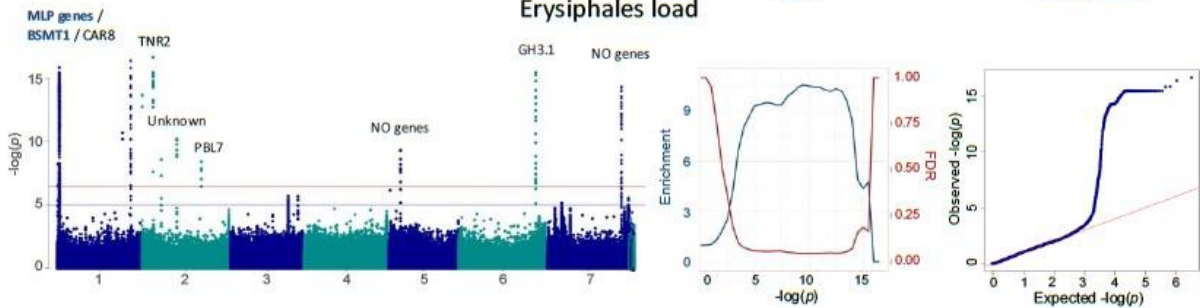 Erysiphales load
MLP genes /
BSMT1 / CAR8
TNR2
Unknown
PBL7
NO genes
GH3.1
NO genes
-log(p)
15
10
5
0
1
2
3
4
5
6
7
Enrichment
9
6
3
0
0
5
10
15
-log(p)
1.00
0.75
0.50
0.25
0.00
FDR
Observed -log(p)
15
10
5
0
0
1
2
3
4
5
6
Expected -log(p)